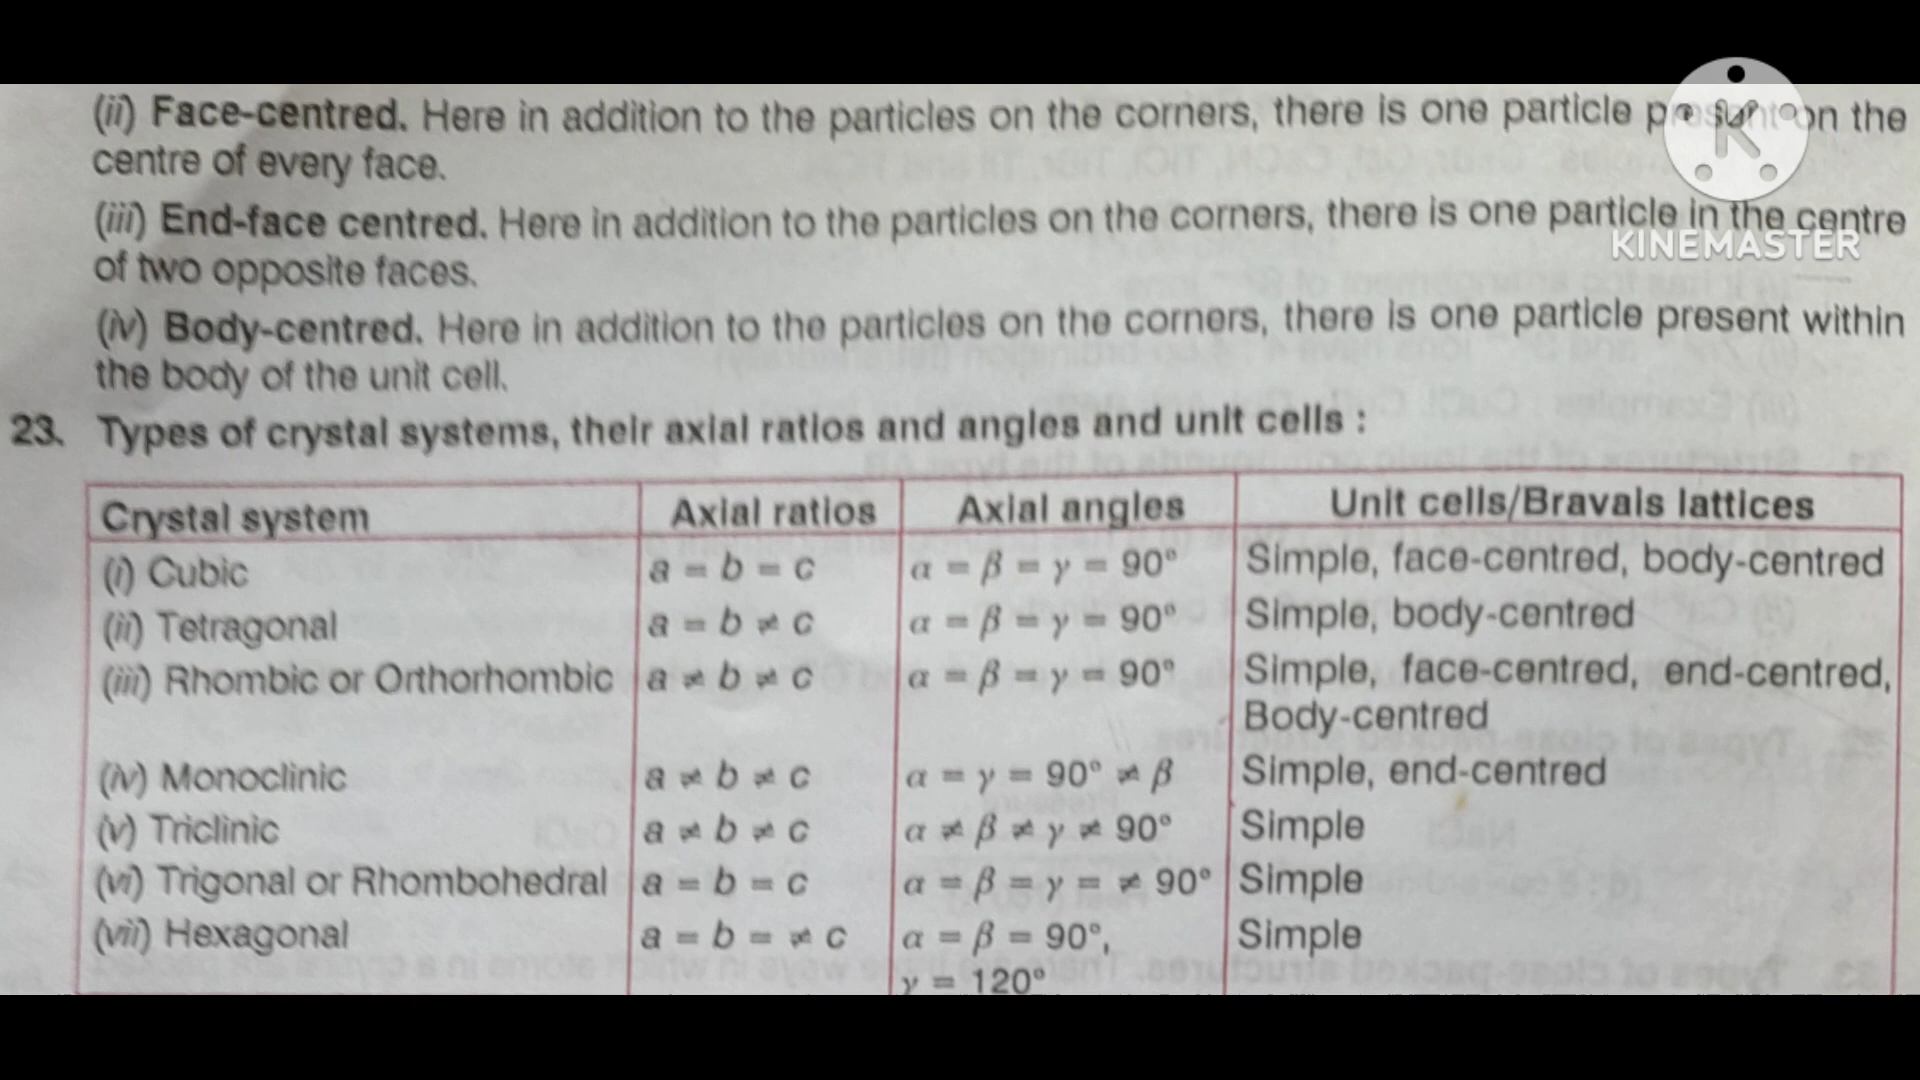 (ii) Face-centred. Here in addition to the particles on the corners, there is one particle present on the
centre of every face.
(iii) End-face centred. Here in addition to the particles on the corners, there is one particle in the centre
of two opposite faces.
KINEMASTER
(iv) Body-centred. Here in addition to the particles on the corners, there is one particle present within
the body of the unit cell.
23. Types of crystal systems, their axial ratios and angles and unit cells :
Crystal system Axial ratios Axial angles Unit cells/Bravais lattices
(i) Cubic a = b = c α = β = γ = 90° Simple, face-centred, body-centred
(ii) Tetragonal a = b ≠ c α = β = γ = 90° Simple, body-centred
(iii) Rhombic or Orthorhombic a ≠ b ≠ c α = β = γ = 90° Simple, face-centred, end-centred,
Body-centred
(iv) Monoclinic a ≠ b ≠ c α = γ = 90° ≠ β Simple, end-centred
(v) Triclinic a ≠ b ≠ c α ≠ β ≠ γ ≠ 90° Simple
(vi) Trigonal or Rhombohedral a = b = c α = β = γ = ≠ 90° Simple
(vii) Hexagonal a = b = ≠ c α = β = 90°, Simple
γ = 120°